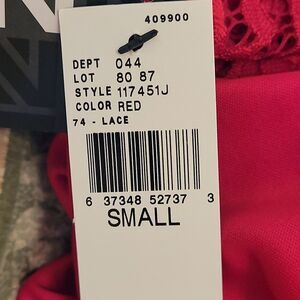 N
409900
DEPT 044
LOT 80 87
STYLE 117451J
COLOR RED
74 - LACE
6 37348 52737 3
SMALL